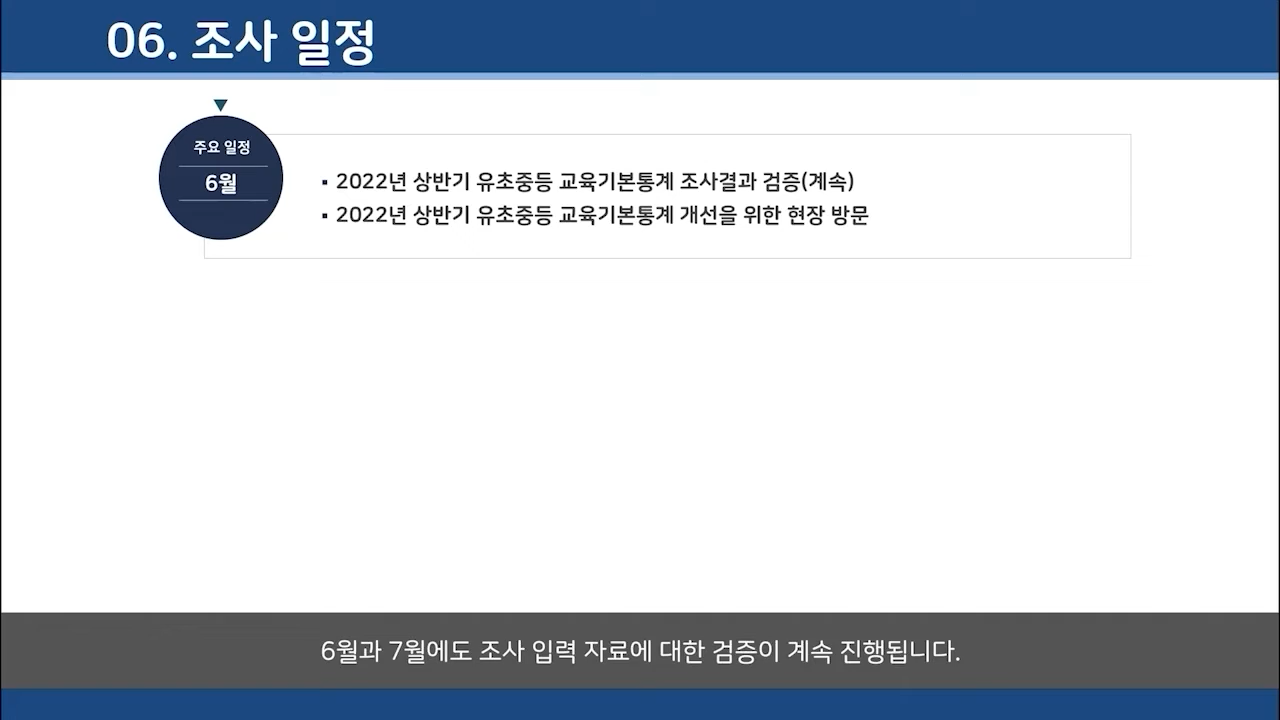 06. 조사 일정
주요 일정
6월
▪ 2022년 상반기 유초중등 교육기본통계 조사결과 검증(계속)
▪ 2022년 상반기 유초중등 교육기본통계 개선을 위한 현장 방문
6월과 7월에도 조사 입력 자료에 대한 검증이 계속 진행됩니다.